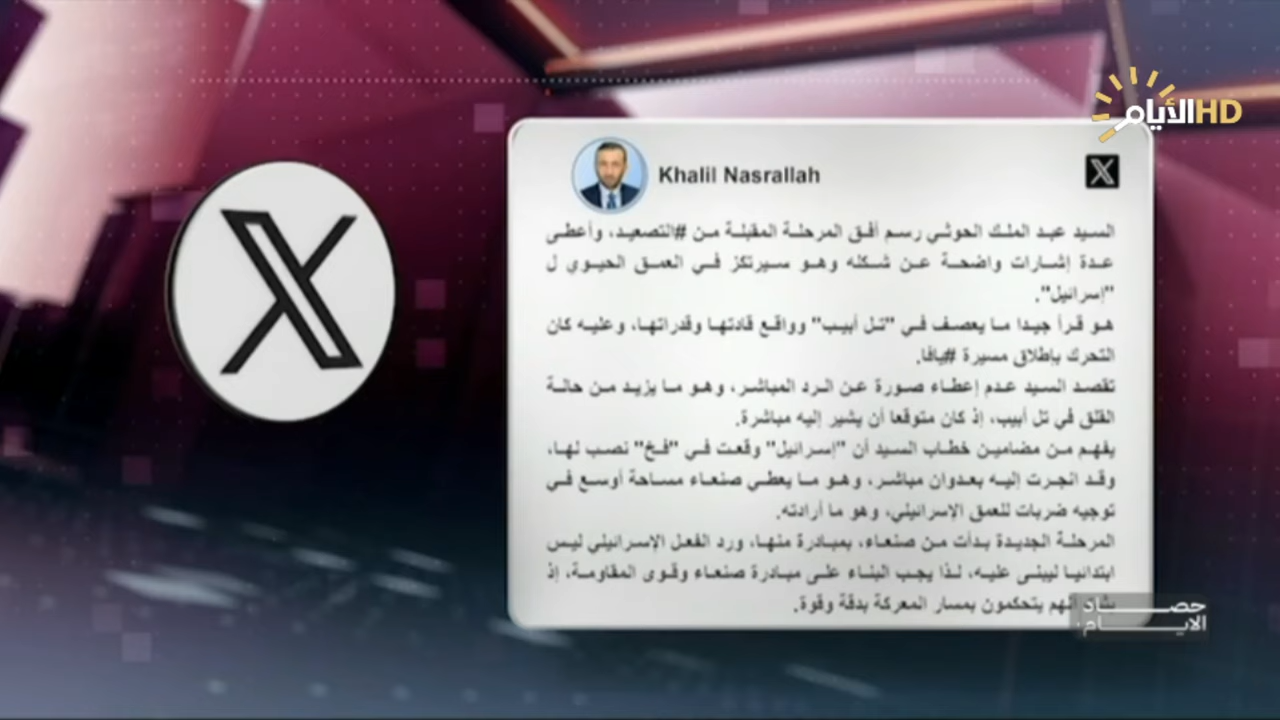 الأيام HD
Khalil Nasrallah
السيد عبد الملك الحوثي رسم أفق المرحلة المقبلة من #التصعيد، وأعطى
عدة إشارات واضحة عن شكله وهو سيرتكز في العمق الحيوي ل
"إسرائيل".
هو قرأ جيدا ما يعصف في "تل أبيب" وواقع قادتها وقدراتها، وعليه كان
التحرك بإطلاق مسيرة #يافا.
تقصد السيد عدم إعطاء صورة عن الرد المباشر، وهو ما يزيد من حالة
القلق في تل أبيب، إذ كان متوقعا أن يشير إليه مباشرة.
يفهم من مضامين خطاب السيد أن "إسرائيل" وقعت في "فخ" نصب لها،
وقد انجرت إليه بعدوان مباشر، وهو ما يعطي صنعاء مساحة أوسع في
توجيه ضربات للعمق الإسرائيلي، وهو ما أرادته.
المرحلة الجديدة بدأت من صنعاء، بمبادرة منها، ورد الفعل الإسرائيلي ليس
ابتدائيا ليبنى عليه، لذا يجب البناء على مبادرة صنعاء وقوى المقاومة، إذ
يتحكمون بمسار المعركة بدقة وقوة.
حصاد
الايام